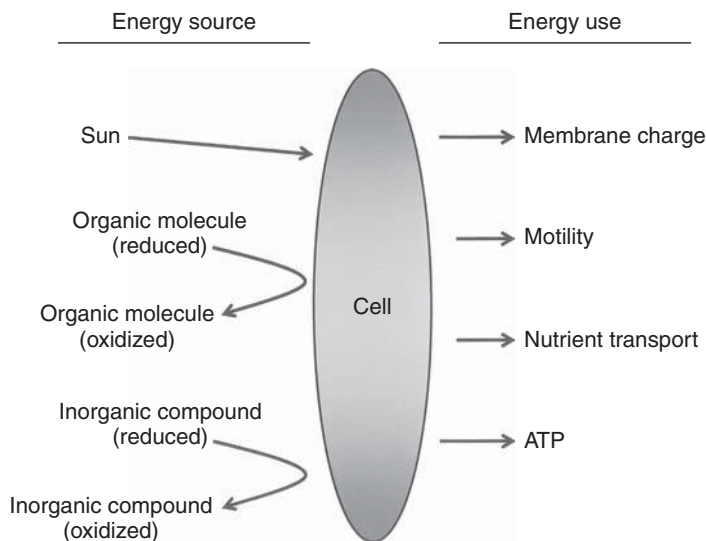 Energy source
Energy use
Sun
Organic molecule
(reduced)
Organic molecule
(oxidized)
Inorganic compound
(reduced)
Inorganic compound
(oxidized)
Cell
Membrane charge
Motility
Nutrient transport
ATP